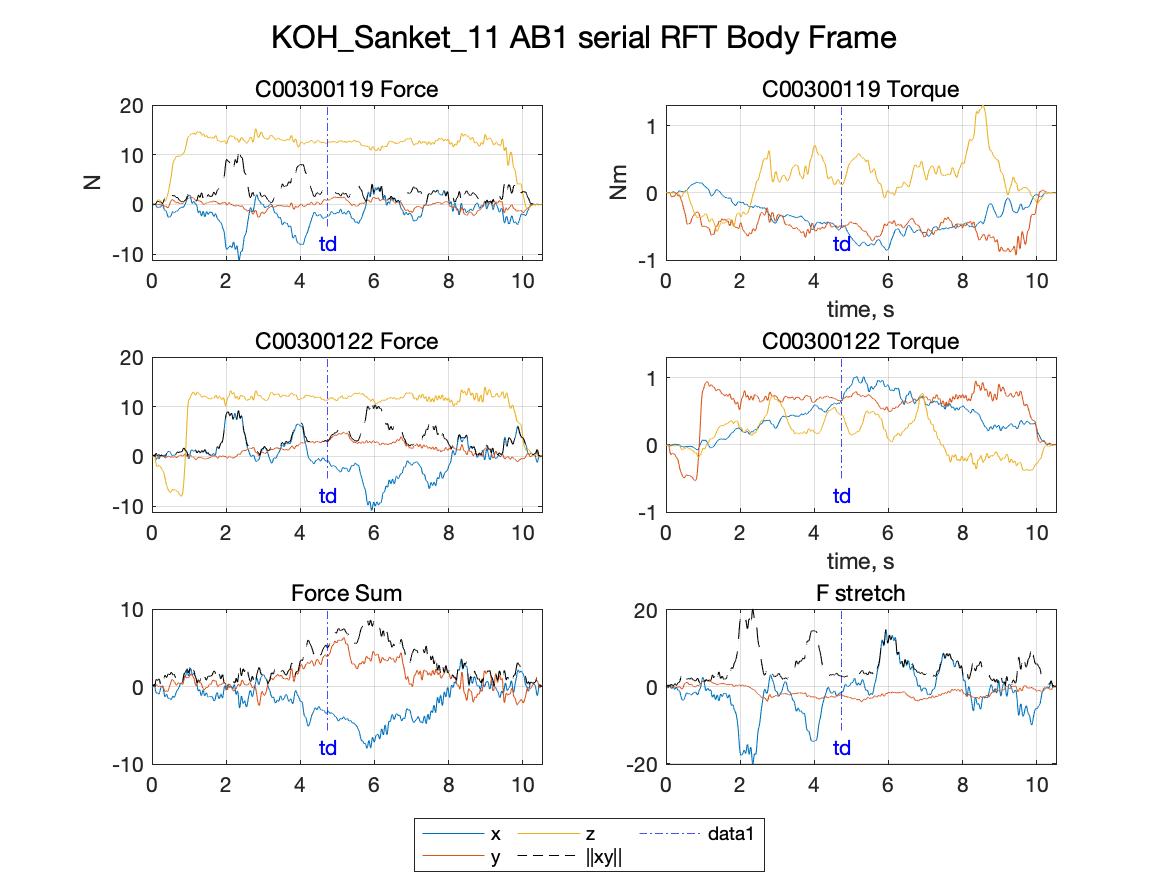 KOH_Sanket_11 AB1 serial RFT Body Frame
C00300119 Force
20
10
0
-10
N
0 2 4 6 8 10
td
C00300119 Torque
1
0
-1
Nm
0 2 4 6 8 10
td
time, s
C00300122 Force
20
10
0
-10
0 2 4 6 8 10
td
C00300122 Torque
1
0
-1
0 2 4 6 8 10
td
time, s
Force Sum
10
0
-10
0 2 4 6 8 10
td
F stretch
20
0
-20
0 2 4 6 8 10
td
x z data1
y ||xy||